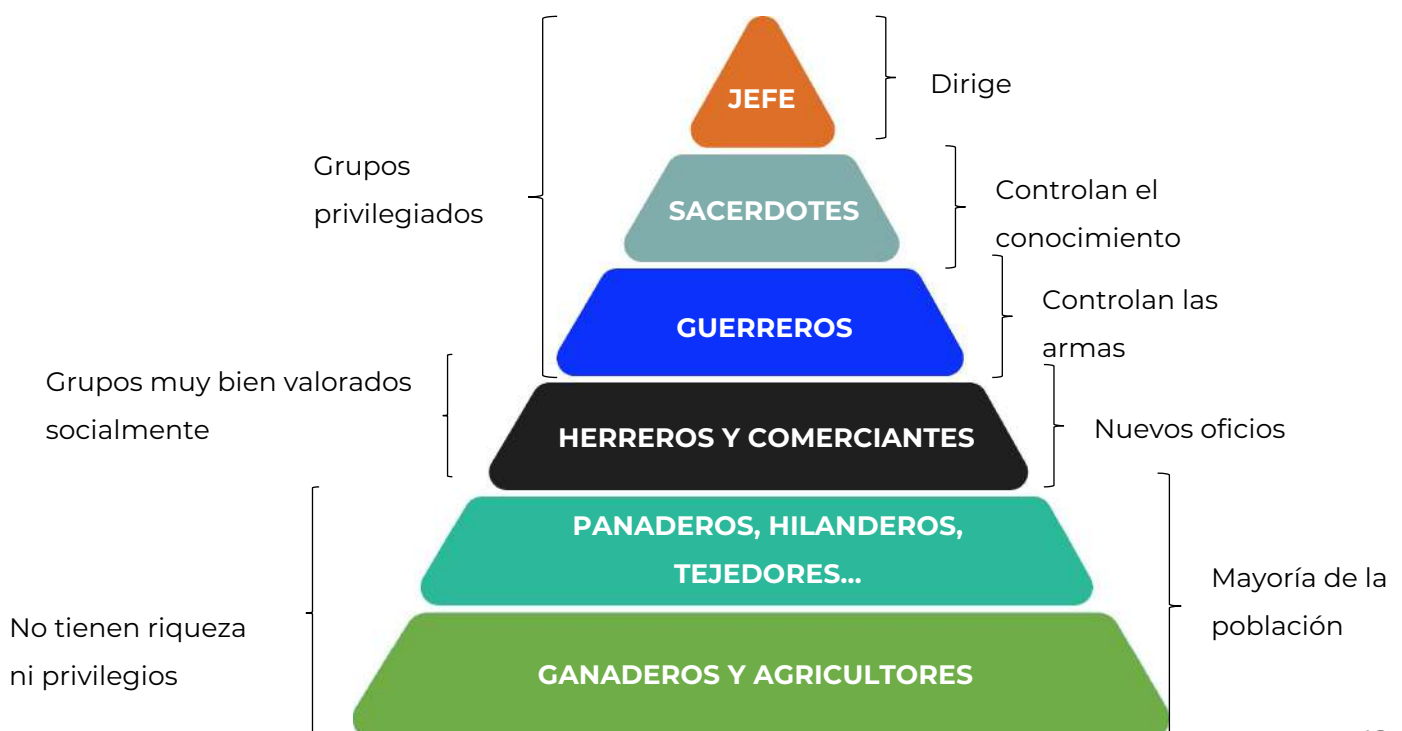 JEFE
Dirige
Grupos
privilegiados
SACERDOTES
Controlan el
conocimiento
GUERREROS
Controlan las
armas
Grupos muy bien valorados
socialmente
HERREROS Y COMERCIANTES
Nuevos oficios
PANADEROS, HILANDEROS,
TEJEDORES...
Mayoría de la
población
No tienen riqueza
ni privilegios
GANADEROS Y AGRICULTORES